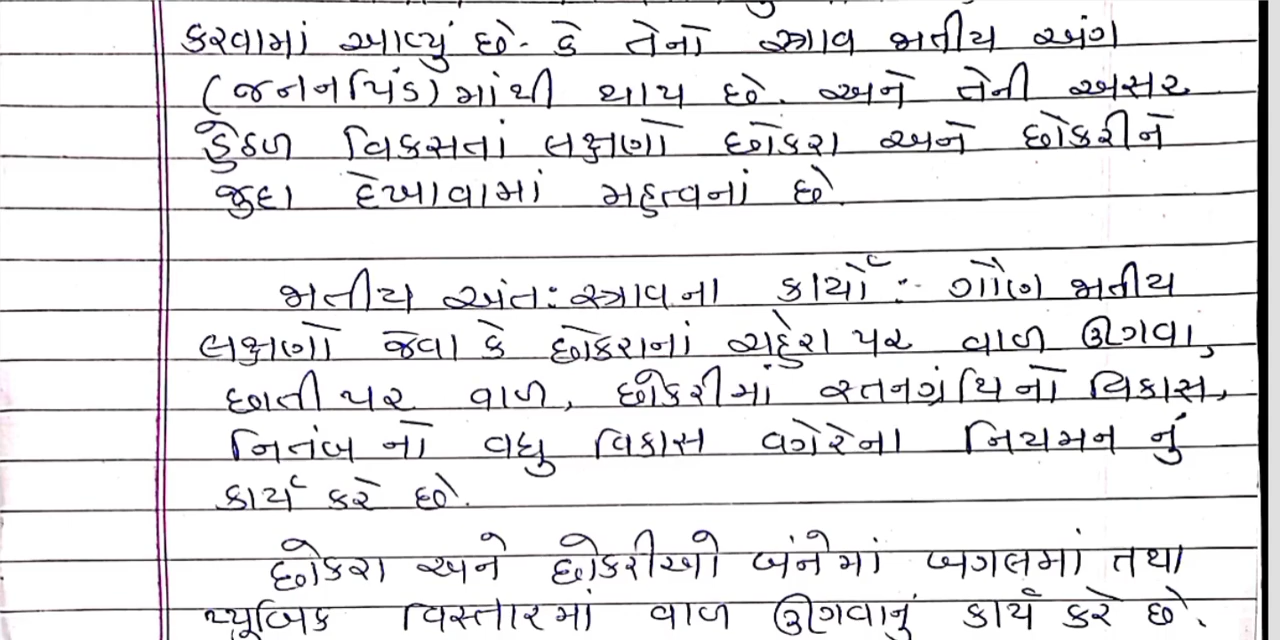 કરવામાં આવ્યું છે. કે તેનો સ્ત્રાવ જાતીય અંગ
(જનનપિંડ)માંથી થાય છે. અને તેની અસર
હેઠળ વિકસતાં લક્ષણો છોકરા અને છોકરીને
જુદા દેખાવામાં મહત્વનાં છે.
જાતીય અંતઃસ્ત્રાવના કાર્યો :- ગૌણ જાતીય
લક્ષણો જેવા કે છોકરાનાં ચહેરા પર વાળ ઊગવા,
છાતી પર વાળ, છોકરીમાં સ્તનગ્રંથિનો વિકાસ,
નિતંબનો વધુ વિકાસ વગેરેના નિયમનનું
કાર્ય કરે છે.
છોકરા અને છોકરીઓ બંનેમાં બગલમાં તથા
પ્યૂબિક વિસ્તારમાં વાળ ઊગવાનું કાર્ય કરે છે.